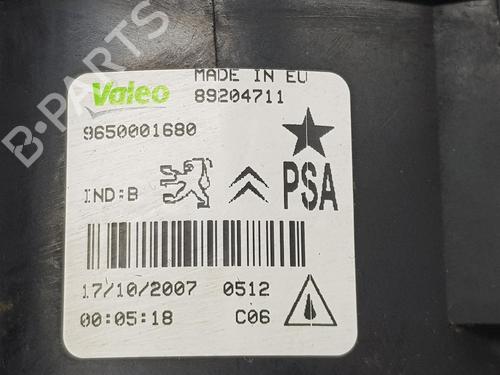 B-PARTS
Valeo MADE IN EU
89204711
9650001680
IND:B PSA
17/10/2007 0512
00:05:18 C06